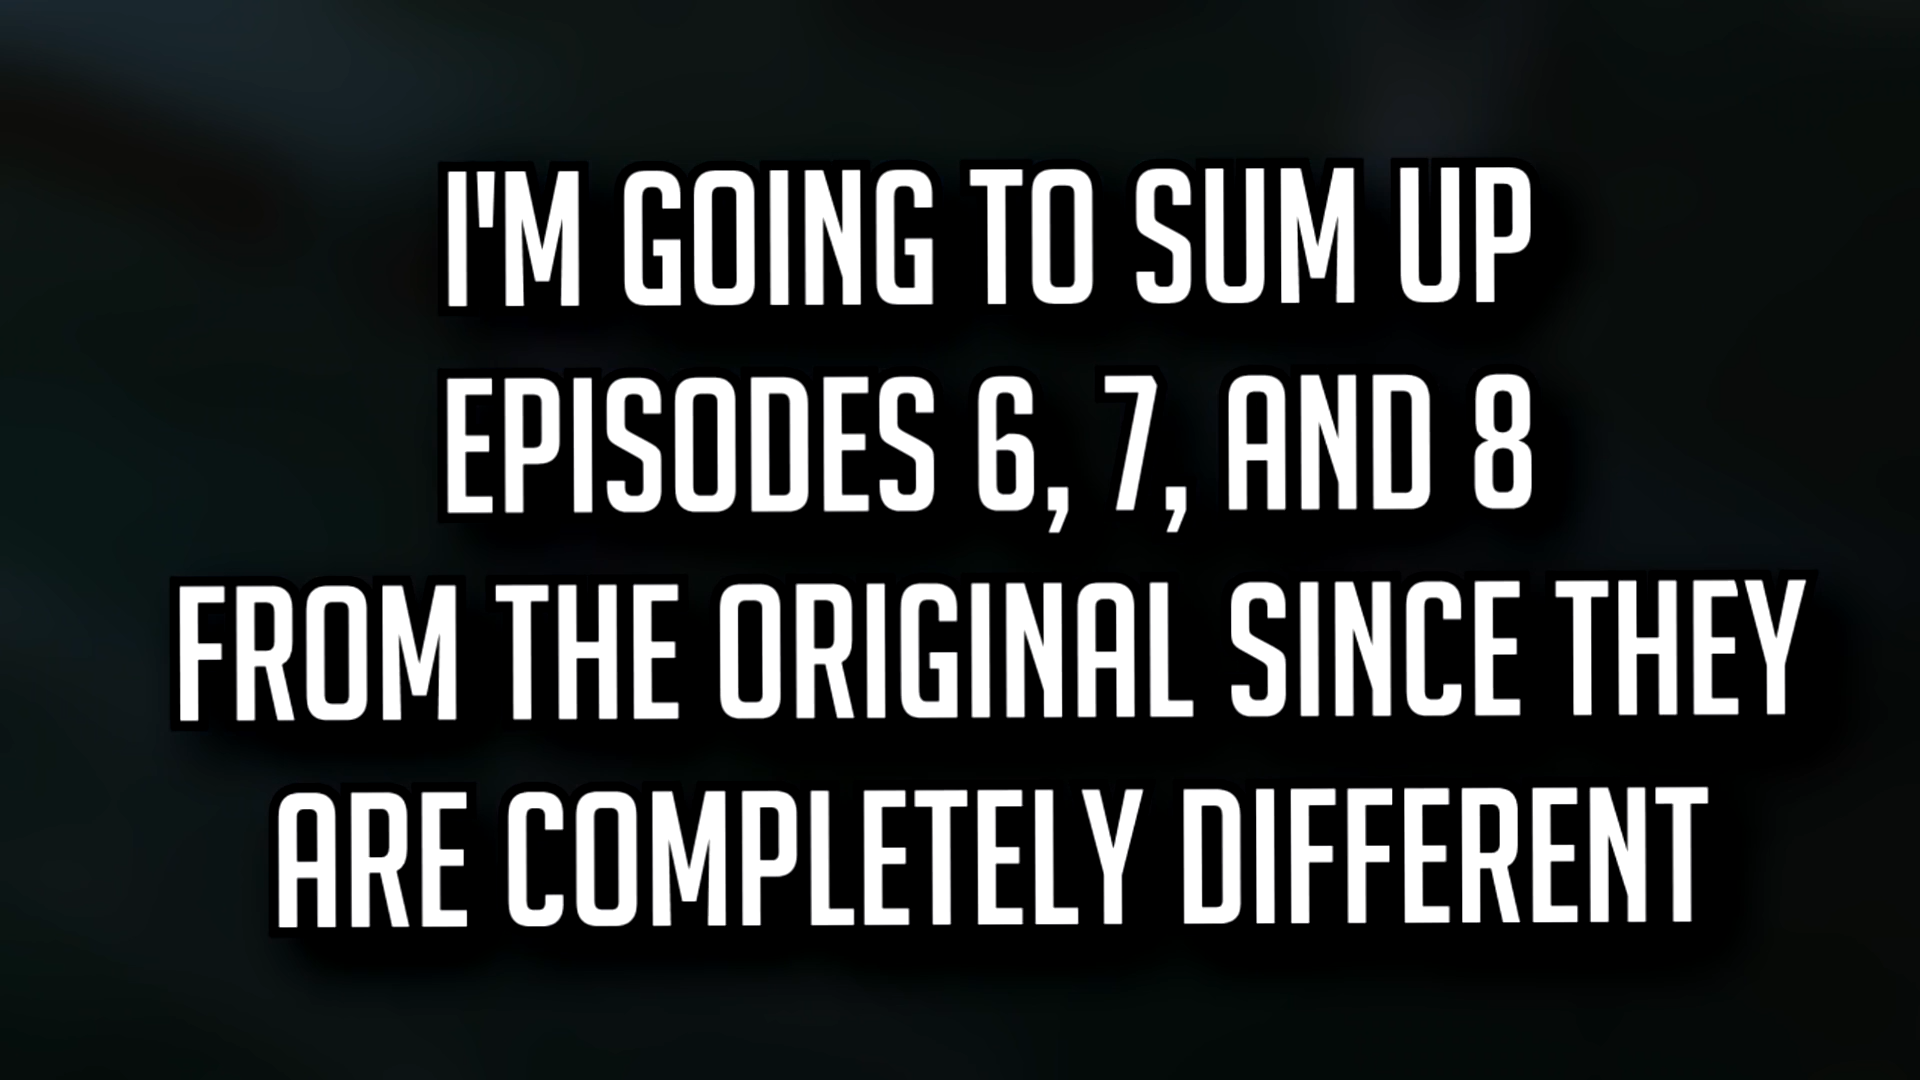 I'M GOING TO SUM UP
EPISODES 6, 7, AND 8
FROM THE ORIGINAL SINCE THEY
ARE COMPLETELY DIFFERENT